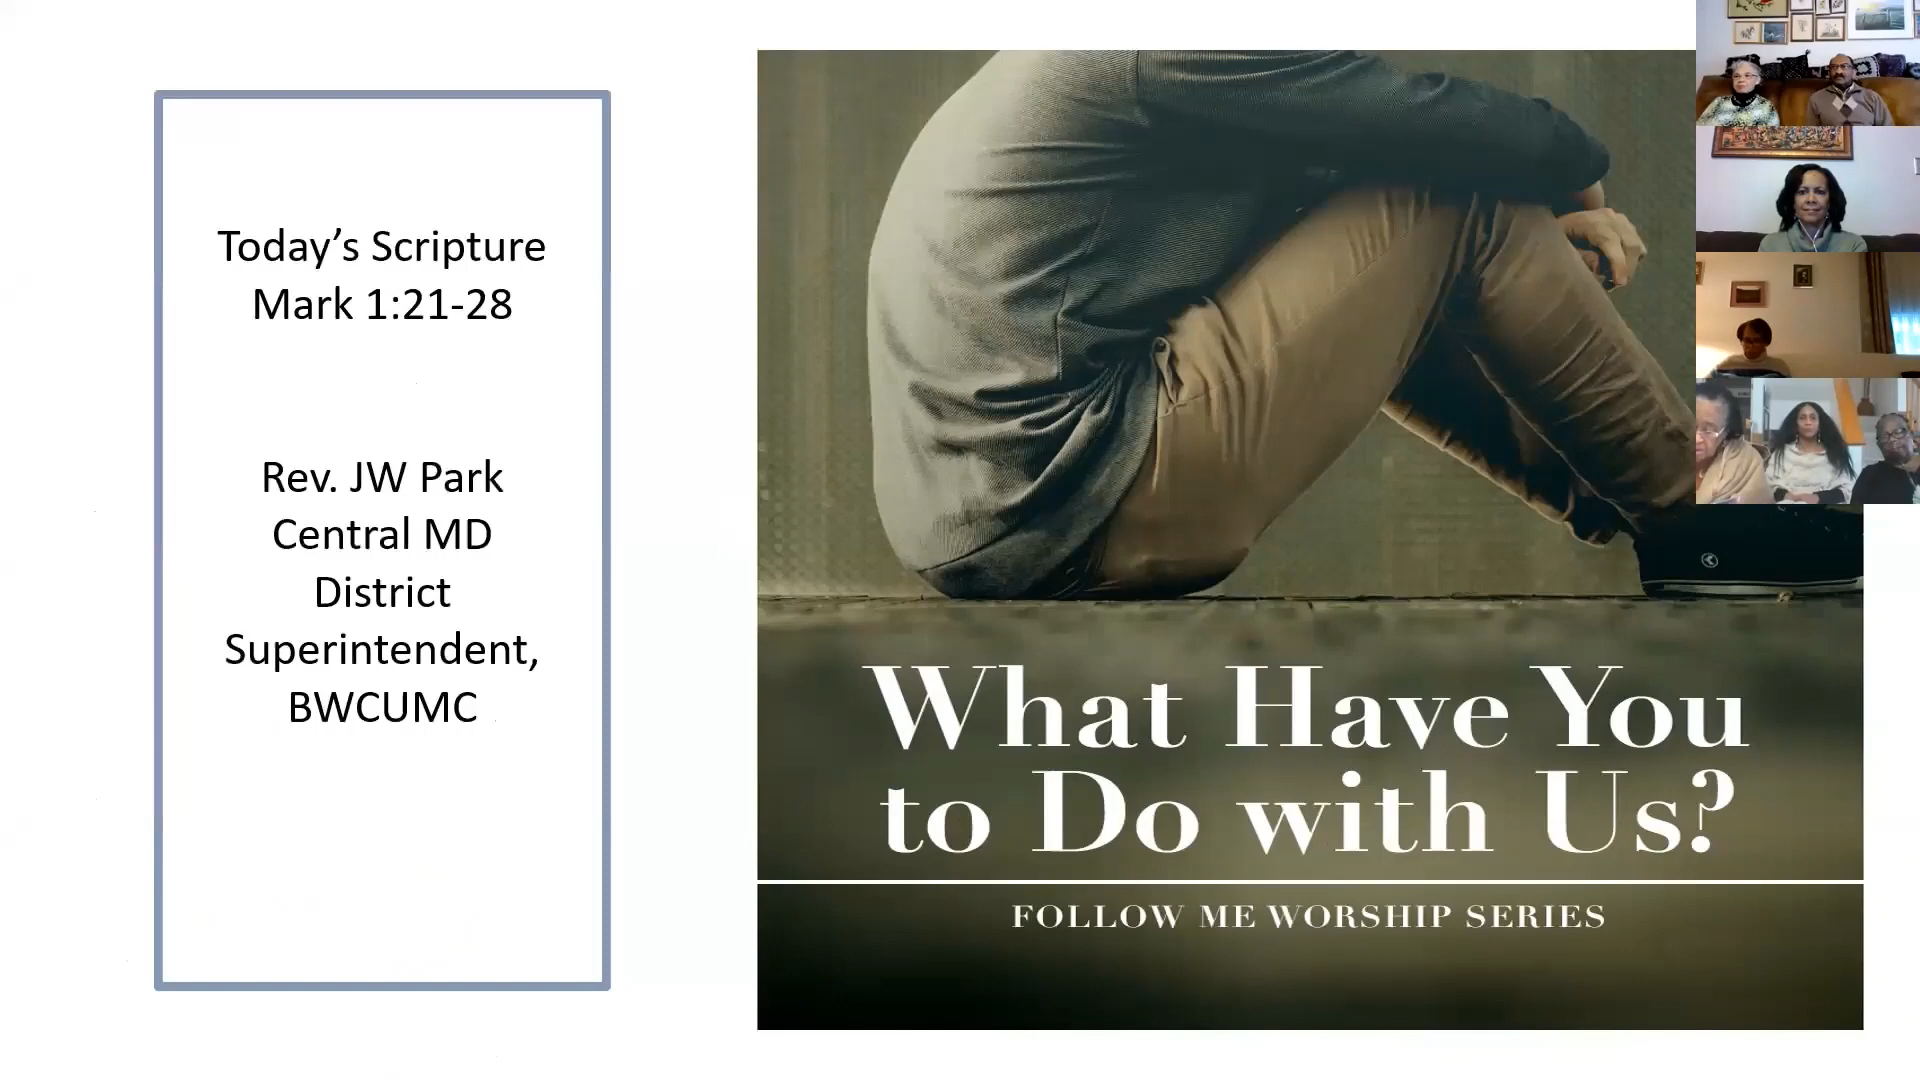 Today’s Scripture
Mark 1:21-28
Rev. JW Park
Central MD
District
Superintendent,
BWCUMC
What Have You
to Do with Us?
FOLLOW ME WORSHIP SERIES